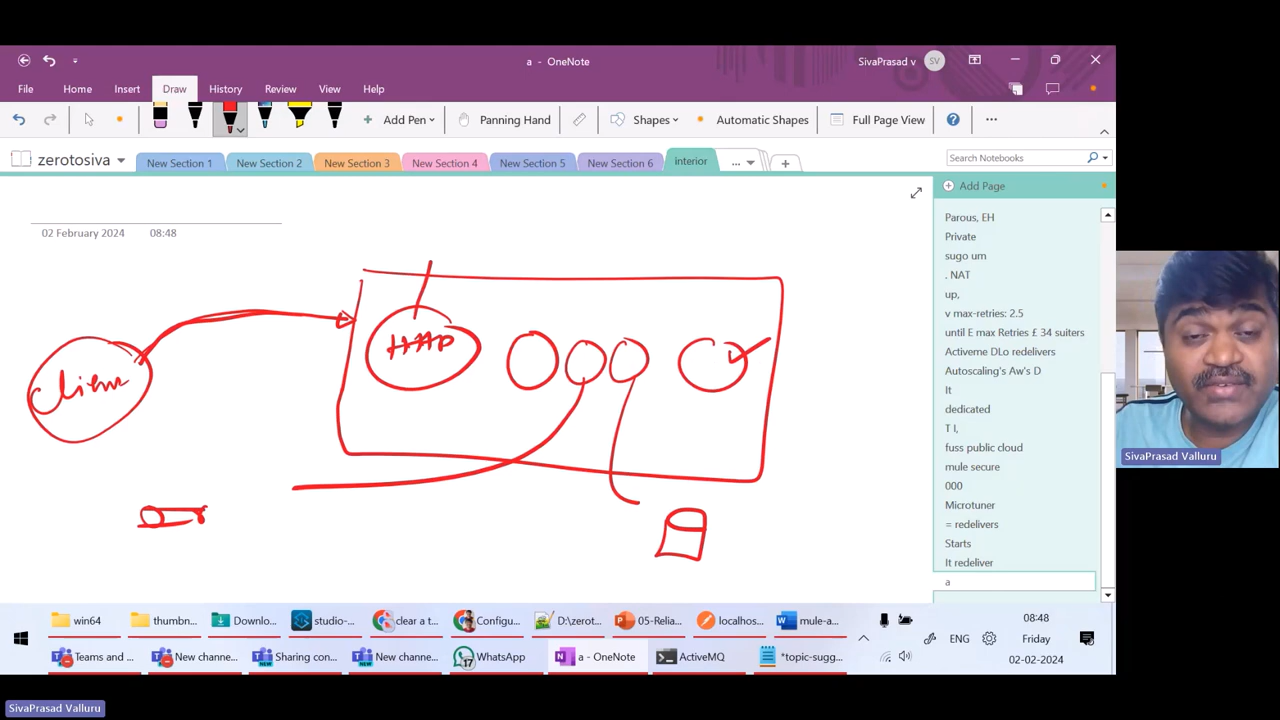 a - OneNote
SivaPrasad v
SV
File
Home
Insert
Draw
History
Review
View
Help
Add Pen
Panning Hand
Shapes
Automatic Shapes
Full Page View
zerotosiva
New Section 1
New Section 2
New Section 3
New Section 4
New Section 5
New Section 6
interior
...
Search Notebooks
02 February 2024
08:48
Client
HTTP
Add Page
Parous, EH
Private
sugo um
. NAT
up,
v max-retries: 2.5
until E max Retries £ 34 suiters
Activeme DLo redelivers
Autoscaling's Aw's D
It
dedicated
T I,
fuss public cloud
mule secure
000
Microtuner
= redelivers
Starts
It redeliver
a
SivaPrasad Valluru
win64
thumbn...
Downlo...
studio-...
clear a t...
Configu...
D:\zerot...
05-Relia...
localhos...
mule-a...
08:48
ENG
Friday
Teams and ...
New channe...
Sharing con...
New channe...
WhatsApp
17
a - OneNote
ActiveMQ
*topic-sugg...
02-02-2024
SivaPrasad Valluru